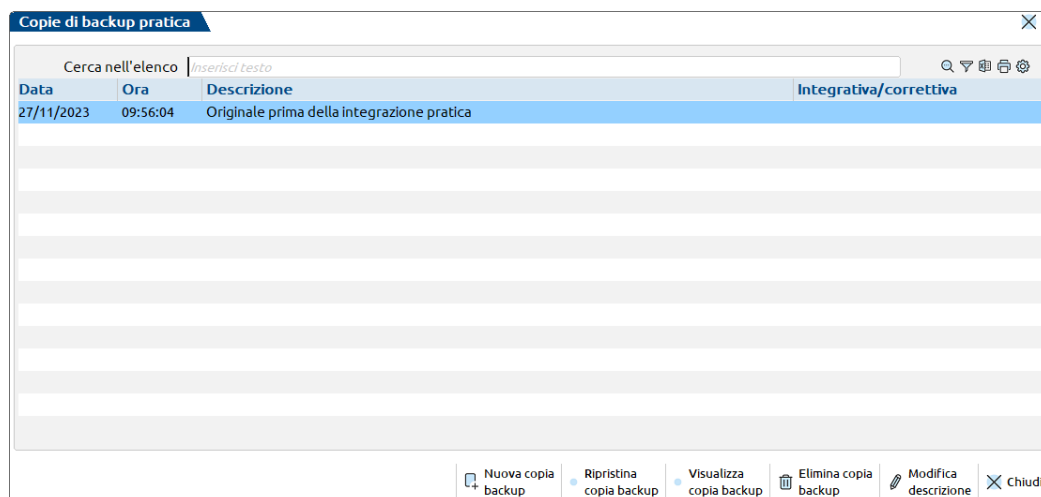 Copie di backup pratica
Cerca nell'elenco Inserisci testo
Data Ora Descrizione Integrativa/correttiva
27/11/2023 09:56:04 Originale prima della integrazione pratica
Nuova copia backup
Ripristina copia backup
Visualizza copia backup
Elimina copia backup
Modifica descrizione
Chiudi